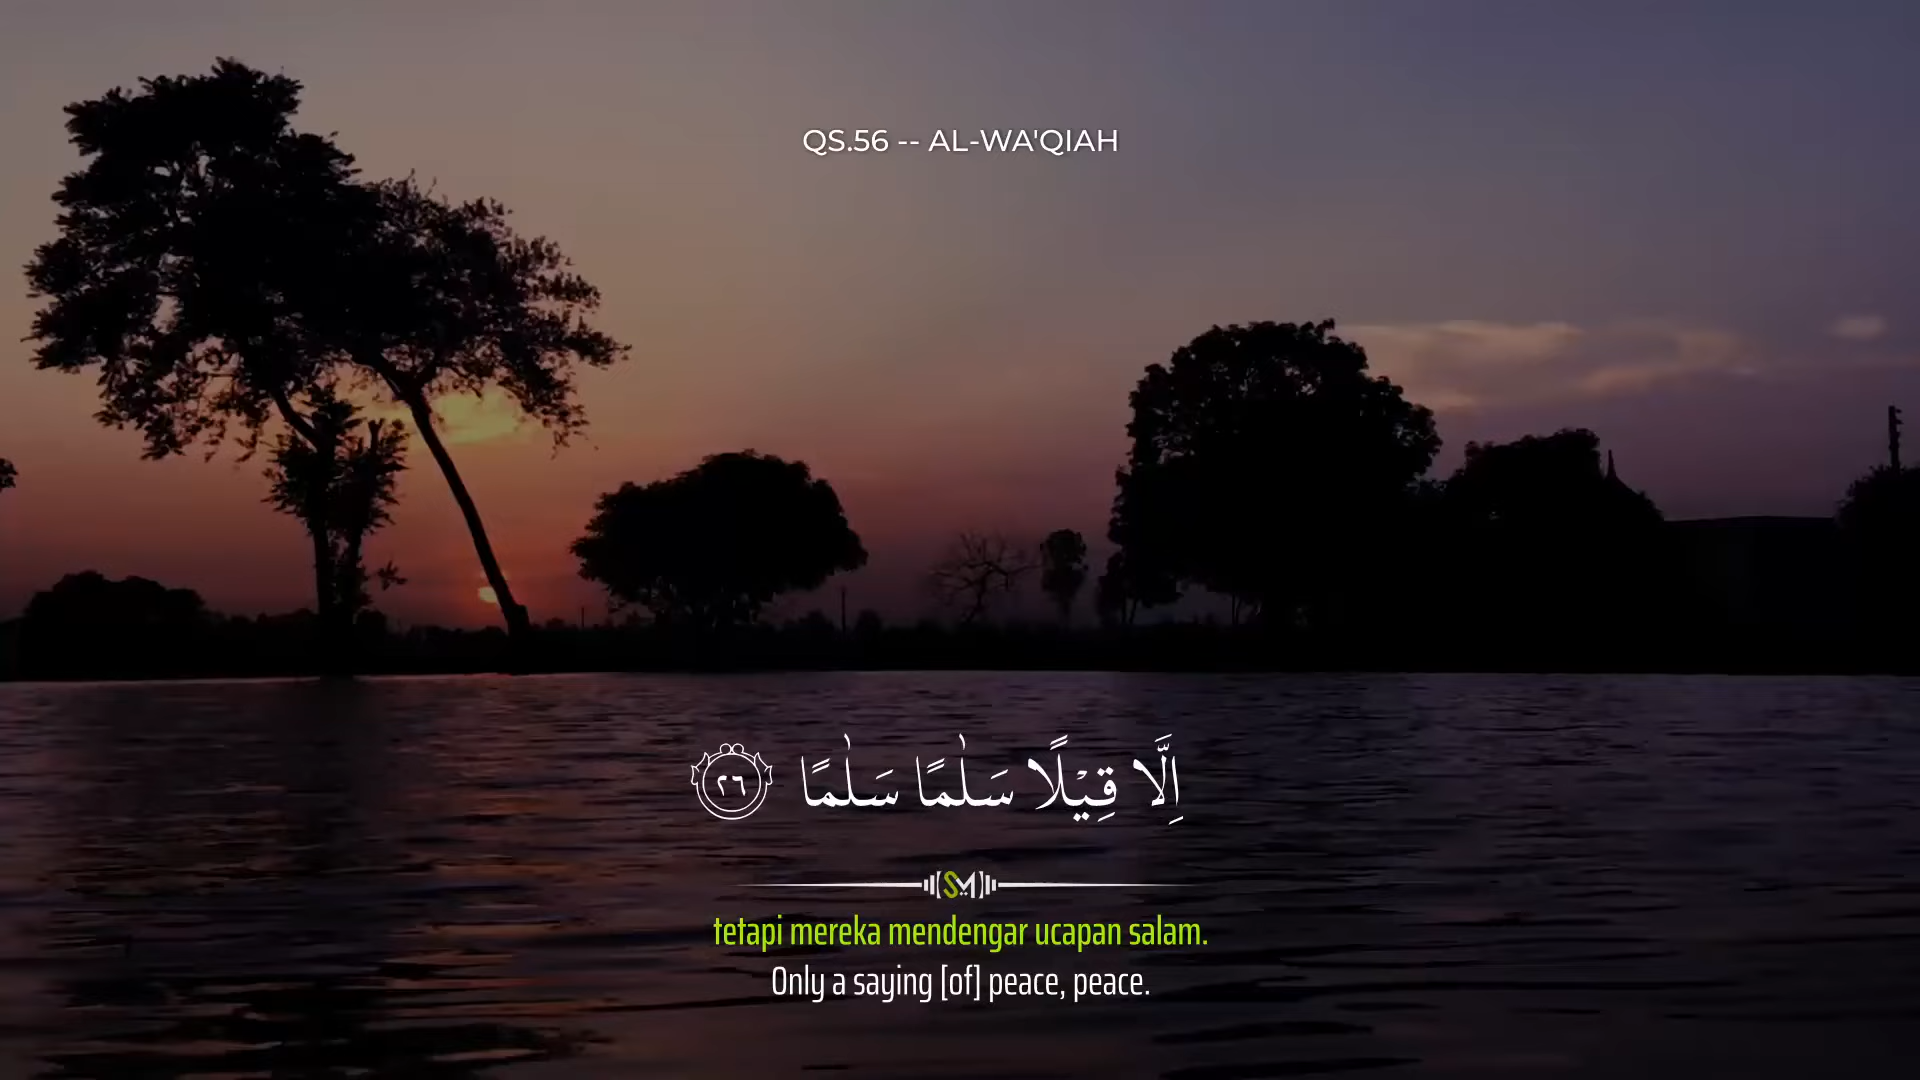 QS.56 -- AL-WA'QIAH
اِلَّا قِيْلًا سَلٰمًا سَلٰمًا ٢٦
SM
tetapi mereka mendengar ucapan salam.
Only a saying [of] peace, peace.